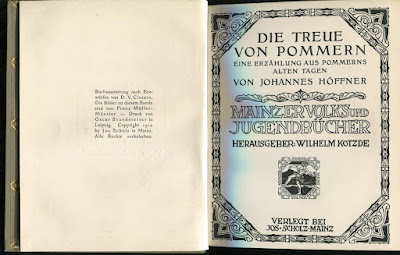 Buchausstattung nach Ent-
würfen von D. V. Cissarz.
Die Bilder zu diesem Bande
sind von Franz Müller-
Münster — Druck von
Oscar Brandstetter in
Leipzig. Copyright 1912
by Jos. Scholz in Mainz.
Alle Rechte vorbehalten.
DIE TREUE
VON POMMERN
EINE ERZÄHLUNG AUS POMMERNS
ALTEN TAGEN
VON JOHANNES HÖFFNER
MAINZER VOLKS UND
JUGENDBÜCHER
HERAUSGEBER: WILHELM KOTZDE
VERLEGT BEI
JOS·SCHOLZ·MAINZ